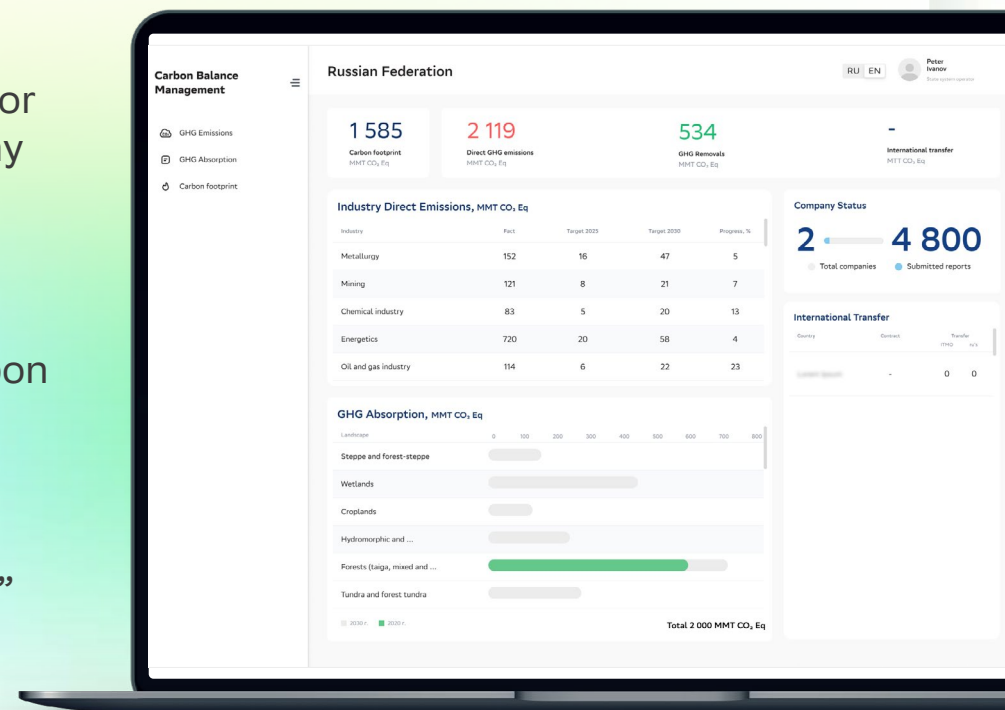 or
y
on
”
Carbon Balance
Management
GHG Emissions
GHG Absorption
Carbon footprint
Russian Federation
RU EN
Peter
Ivanov
State system operator
1 585
Carbon footprint
MMT CO₂ Eq
2 119
Direct GHG emissions
MMT CO₂ Eq
534
GHG Removals
MMT CO₂ Eq
-
International transfer
MTT CO₂ Eq
Industry Direct Emissions, MMT CO₂ Eq
Industry Fact Target 2025 Target 2030 Progress, %
Metallurgy 152 16 47 5
Mining 121 8 21 7
Chemical industry 83 5 20 13
Energetics 720 20 58 4
Oil and gas industry 114 6 22 23
Company Status
2 4 800
Total companies Submitted reports
International Transfer
Country Contract Transfer
ITMO
- 0 0
GHG Absorption, MMT CO₂ Eq
Landscape 0 100 200 300 400 500 600 700 800
Steppe and forest-steppe
Wetlands
Croplands
Hydromorphic and ...
Forests (taiga, mixed and ...
Tundra and forest tundra
2030 г. 2020 г.
Total 2 000 MMT CO₂ Eq